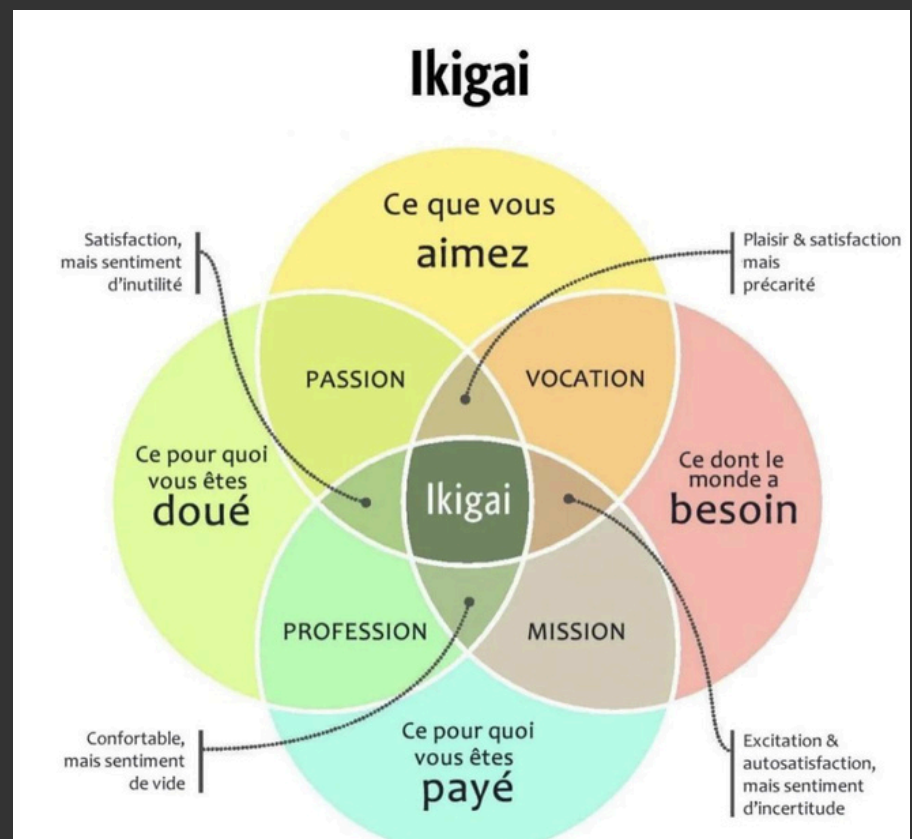 Ikigai
Ce que vous
aimez
Satisfaction,
mais sentiment
d'inutilité
Plaisir & satisfaction
mais
précarité
PASSION
VOCATION
Ce pour quoi
vous êtes
doué
Ikigai
Ce dont le
monde a
besoin
PROFESSION
MISSION
Ce pour quoi
vous êtes
payé
Confortable,
mais sentiment
de vide
Excitation &
autosatisfaction,
mais sentiment
d'incertitude